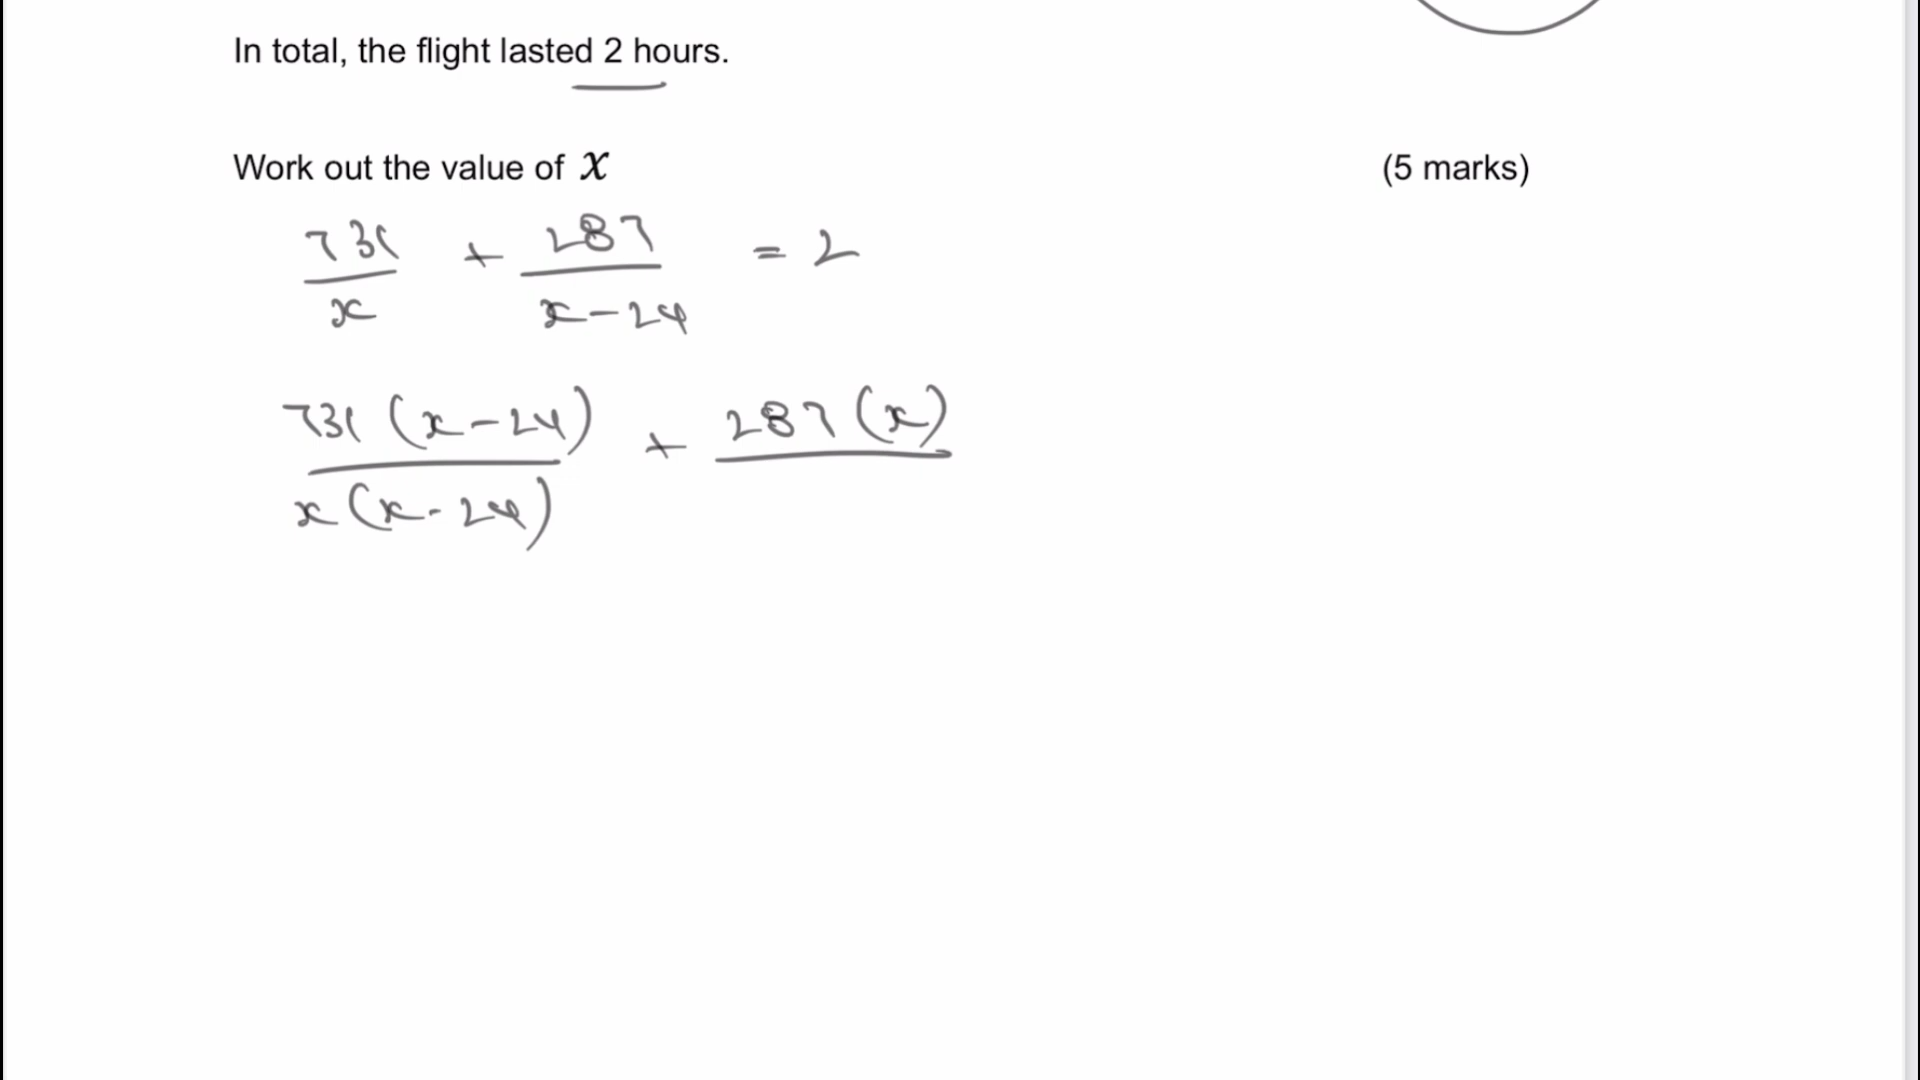 In total, the flight lasted 2 hours.
Work out the value of x (5 marks)
731/x + 287/(x-24) = 2
731(x-24)/x(x-24) + 287(x)